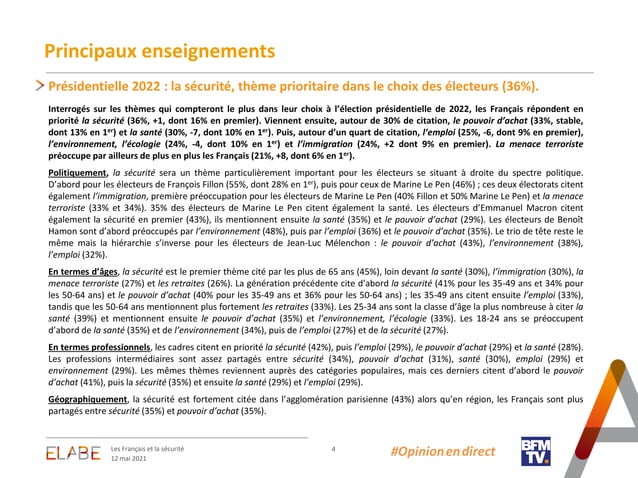 Principaux enseignements
Présidentielle 2022 : la sécurité, thème prioritaire dans le choix des électeurs (36%).
Interrogés sur les thèmes qui compteront le plus dans leur choix à l’élection présidentielle de 2022, les Français répondent en
priorité la sécurité (36%, +1, dont 16% en premier). Viennent ensuite, autour de 30% de citation, le pouvoir d’achat (33%, stable,
dont 13% en 1er) et la santé (30%, -7, dont 10% en 1er). Puis, autour d’un quart de citation, l’emploi (25%, -6, dont 9% en premier),
l’environnement, l’écologie (24%, -4, dont 10% en 1er) et l’immigration (24%, +2 dont 9% en premier). La menace terroriste
préoccupe par ailleurs de plus en plus les Français (21%, +8, dont 6% en 1er).
Politiquement, la sécurité sera un thème particulièrement important pour les électeurs se situant à droite du spectre politique.
D’abord pour les électeurs de François Fillon (55%, dont 28% en 1er), puis pour ceux de Marine Le Pen (46%) ; ces deux électorats citent
également l’immigration, première préoccupation pour les électeurs de Marine Le Pen (40% Fillon et 50% Marine Le Pen) et la menace
terroriste (33% et 34%). 35% des électeurs de Marine Le Pen citent également la santé. Les électeurs d’Emmanuel Macron citent
également la sécurité en premier (43%), ils mentionnent ensuite la santé (35%) et le pouvoir d’achat (29%). Les électeurs de Benoît
Hamon sont d’abord préoccupés par l’environnement (48%), puis par l’emploi (36%) et le pouvoir d’achat (35%). Le trio de tête reste le
même mais la hiérarchie s’inverse pour les électeurs de Jean-Luc Mélenchon : le pouvoir d’achat (43%), l’environnement (38%),
l’emploi (32%).
En termes d’âges, la sécurité est le premier thème cité par les plus de 65 ans (45%), loin devant la santé (30%), l’immigration (30%), la
menace terroriste (27%) et les retraites (26%). La génération précédente cite d’abord la sécurité (41% pour les 35-49 ans et 34% pour
les 50-64 ans) et le pouvoir d’achat (40% pour les 35-49 ans et 36% pour les 50-64 ans) ; les 35-49 ans citent ensuite l’emploi (33%),
tandis que les 50-64 ans mentionnent plus fortement les retraites (33%). Les 25-34 ans sont la classe d’âge la plus nombreuse à citer la
santé (39%) et mentionnent ensuite le pouvoir d’achat (35%) et l’environnement, l’écologie (33%). Les 18-24 ans se préoccupent
d’abord de la santé (35%) et de l’environnement (34%), puis de l’emploi (27%) et de la sécurité (27%).
En termes professionnels, les cadres citent en priorité la sécurité (42%), puis l’emploi (29%), le pouvoir d’achat (29%) et la santé (28%).
Les professions intermédiaires sont assez partagés entre sécurité (34%), pouvoir d’achat (31%), santé (30%), emploi (29%) et
environnement (29%). Les mêmes thèmes reviennent auprès des catégories populaires, mais ces derniers citent d’abord le pouvoir
d’achat (41%), puis la sécurité (35%) et ensuite la santé (29%) et l’emploi (29%).
Géographiquement, la sécurité est fortement citée dans l’agglomération parisienne (43%) alors qu’en région, les Français sont plus
partagés entre sécurité (35%) et pouvoir d’achat (35%).
ELABE
Les Français et la sécurité
12 mai 2021
4
#Opinion en direct
BFM
TV.